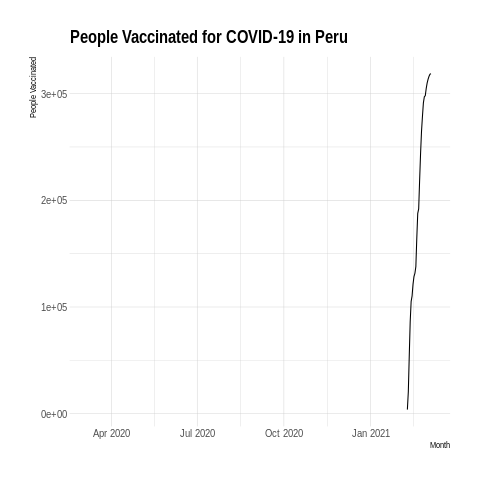 People Vaccinated for COVID-19 in Peru
People Vaccinated
3e+05
2e+05
1e+05
0e+00
Apr 2020 Jul 2020 Oct 2020 Jan 2021
Month